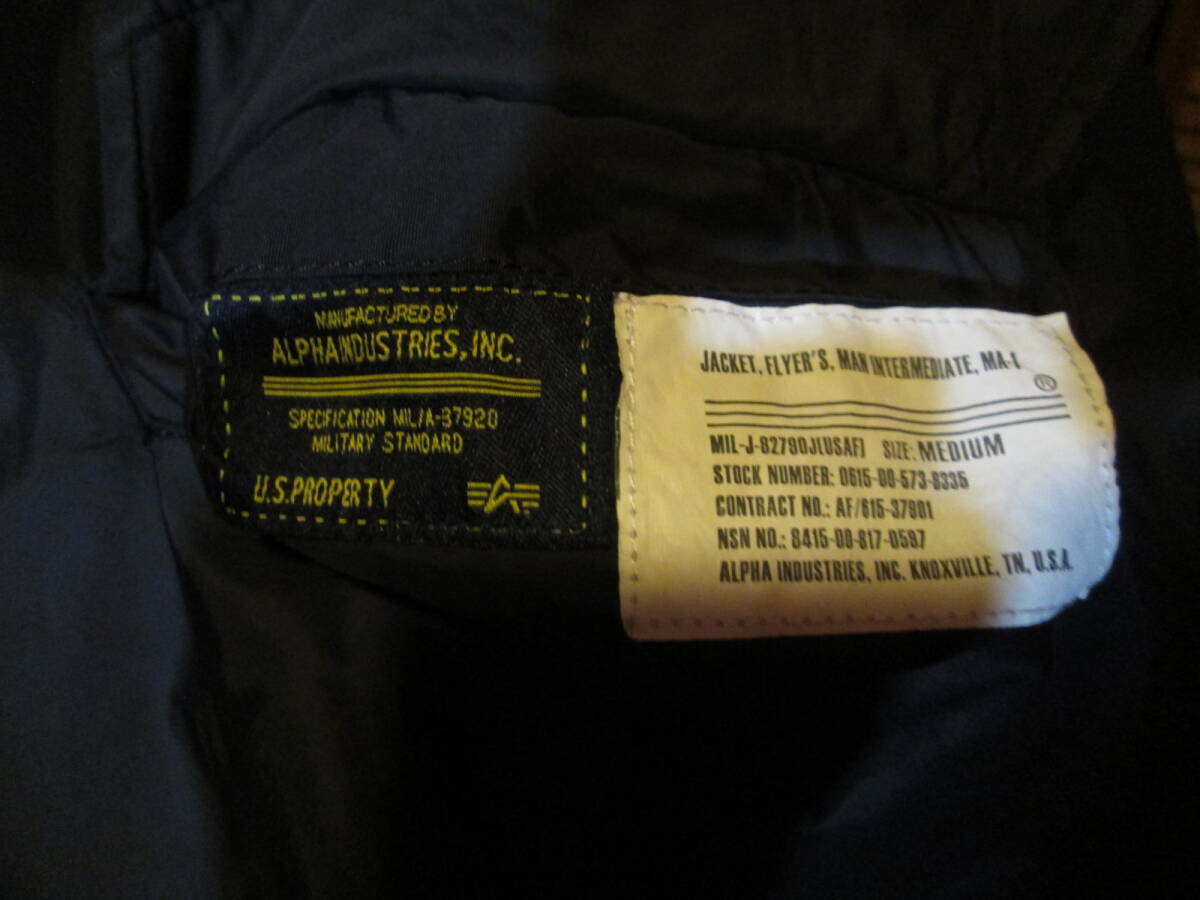 MANUFACTURED BY
ALPHA INDUSTRIES, INC.
SPECIFICATION MIL/A-37920
MILITARY STANDARD
U.S. PROPERTY
JACKET, FLYER'S, MAN INTERMEDIATE, MA-1
®
MIL-J-82790J(USAF) SIZE: MEDIUM
STOCK NUMBER: 0615-00-573-8335
CONTRACT NO.: AF/615-37901
NSN NO.: 8415-00-817-0597
ALPHA INDUSTRIES, INC. KNOXVILLE, TN, U.S.A.